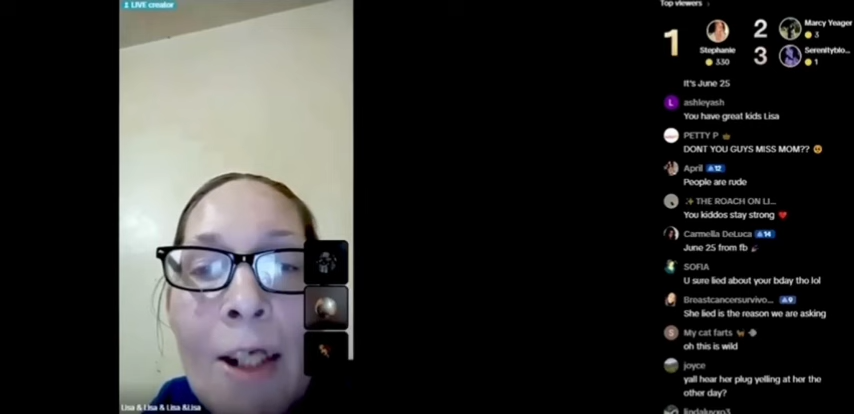 LIVE creator
Lisa & Lisa & Lisa &Lisa
Top viewers
1
Stephanie
330
2
Marcy Yeager
3
3
Serenityblo...
1
It's June 25
L
ashleyash
You have great kids Lisa
PETTY P
DONT YOU GUYS MISS MOM?? 🥺
April 12
People are rude
✨ THE ROACH ON LI...
You kiddos stay strong ❤️
Carmella DeLuca 14
June 25 from fb 🎉
SOFIA
U sure lied about your bday tho lol
Breastcancersurvivo... 9
She lied is the reason we are asking
S
My cat farts
oh this is wild
joyce
yall hear her plug yelling at her the
other day?